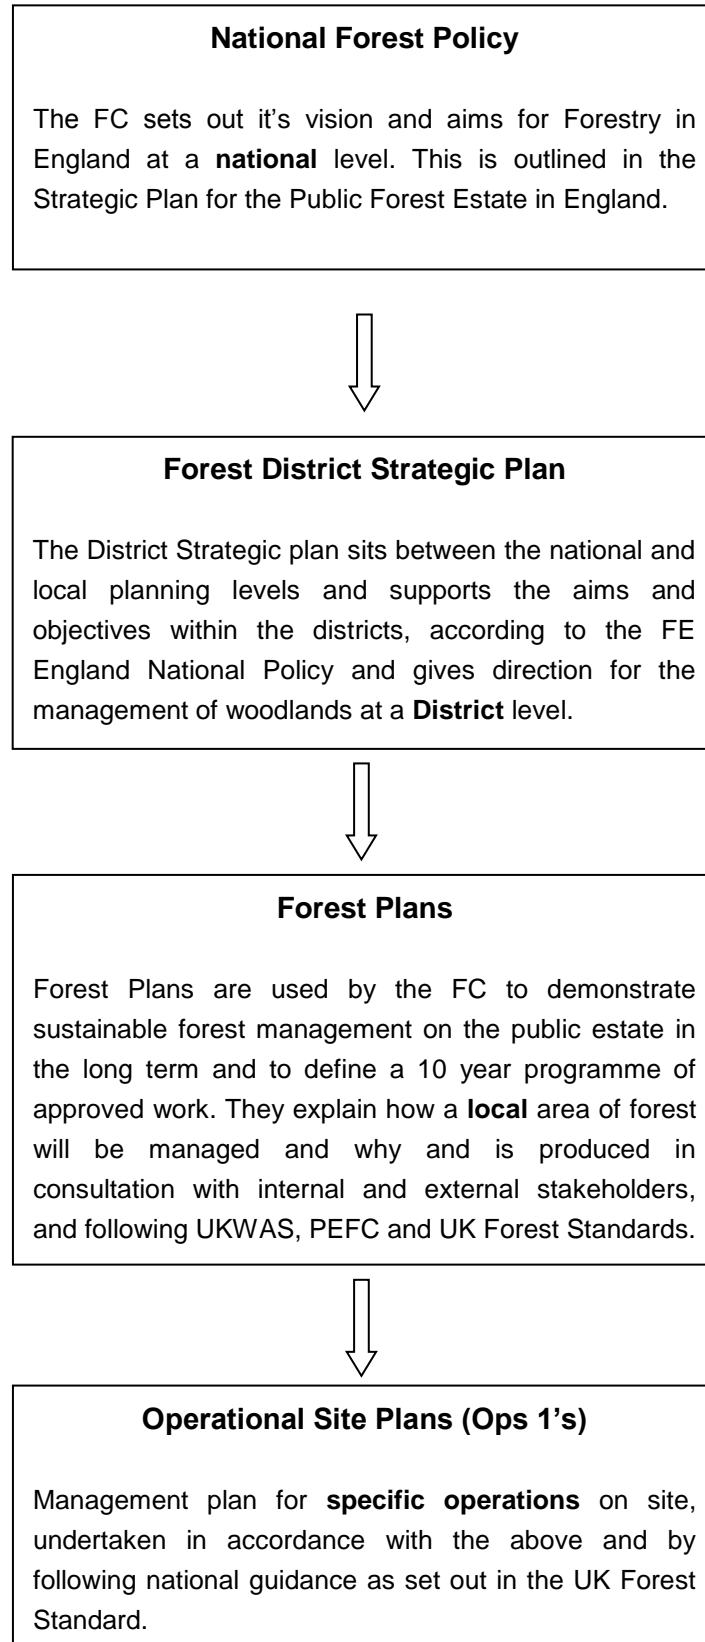 National Forest Policy
The FC sets out it's vision and aims for Forestry in
England at a national level. This is outlined in the
Strategic Plan for the Public Forest Estate in England.
Forest District Strategic Plan
The District Strategic plan sits between the national and
local planning levels and supports the aims and
objectives within the districts, according to the FE
England National Policy and gives direction for the
management of woodlands at a District level.
Forest Plans
Forest Plans are used by the FC to demonstrate
sustainable forest management on the public estate in
the long term and to define a 10 year programme of
approved work. They explain how a local area of forest
will be managed and why and is produced in
consultation with internal and external stakeholders,
and following UKWAS, PEFC and UK Forest Standards.
Operational Site Plans (Ops 1's)
Management plan for specific operations on site,
undertaken in accordance with the above and by
following national guidance as set out in the UK Forest
Standard.